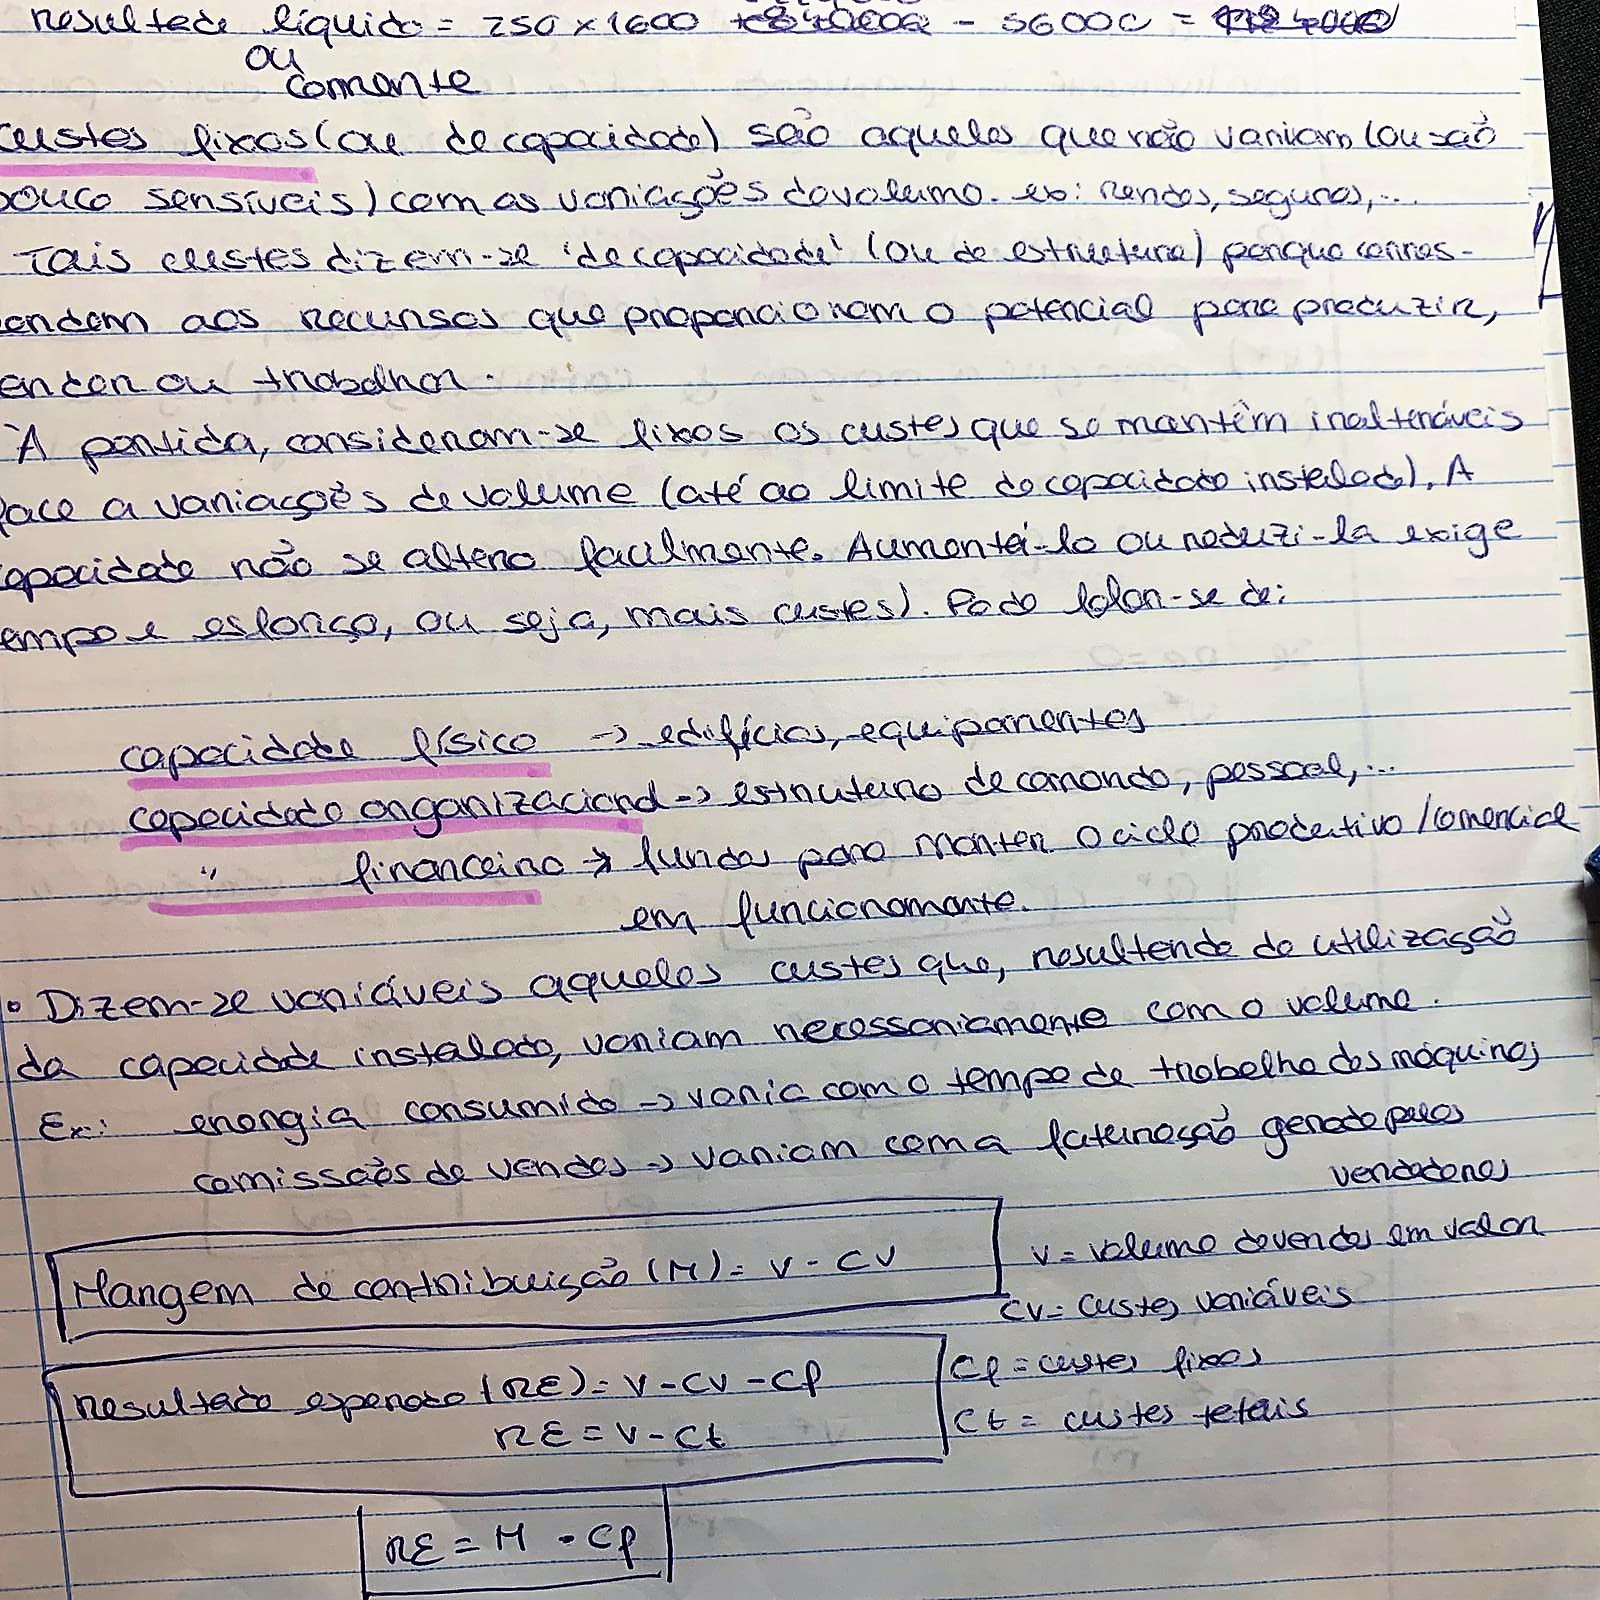 resultado líquido = 250 x 1600 - 56000 =
ou
corrente
custos fixos (ou de capacidade) são aqueles que não variam (ou são
pouco sensíveis) com as variações do volume. ex: rendas, seguros,...
Tais custos dizem-se 'de capacidade' (ou de estrutura) porque corres-
pondem aos recursos que proporcionam o potencial para produzir,
vender ou trabalhar.
À partida, consideram-se fixos os custos que se mantêm inalteráveis
face a variações de volume (até ao limite da capacidade instalada). A
capacidade não se altera facilmente. Aumentá-la ou reduzi-la exige
tempo e esforço, ou seja, mais custos). Pode falar-se de:
capacidade física -> edifícios, equipamentos
capacidade organizacional -> estrutura de comando, pessoal,...
" financeira -> fundos para manter o ciclo produtivo/comercial
em funcionamento.
• Dizem-se variáveis aqueles custos que, resultando da utilização
da capacidade instalada, variam necessariamente com o volume.
Ex: energia consumida -> varia com o tempo de trabalho das máquinas
comissões de vendas -> variam com a faturação gerada pelos
vendedores
Margem de contribuição (M) = V - CV
V = volume de vendas em valor
CV = custos variáveis
Resultado esperado (RE) = V - CV - Cf
RE = V - Ct
Cf = custos fixos
Ct = custos totais
RE = M - Cf